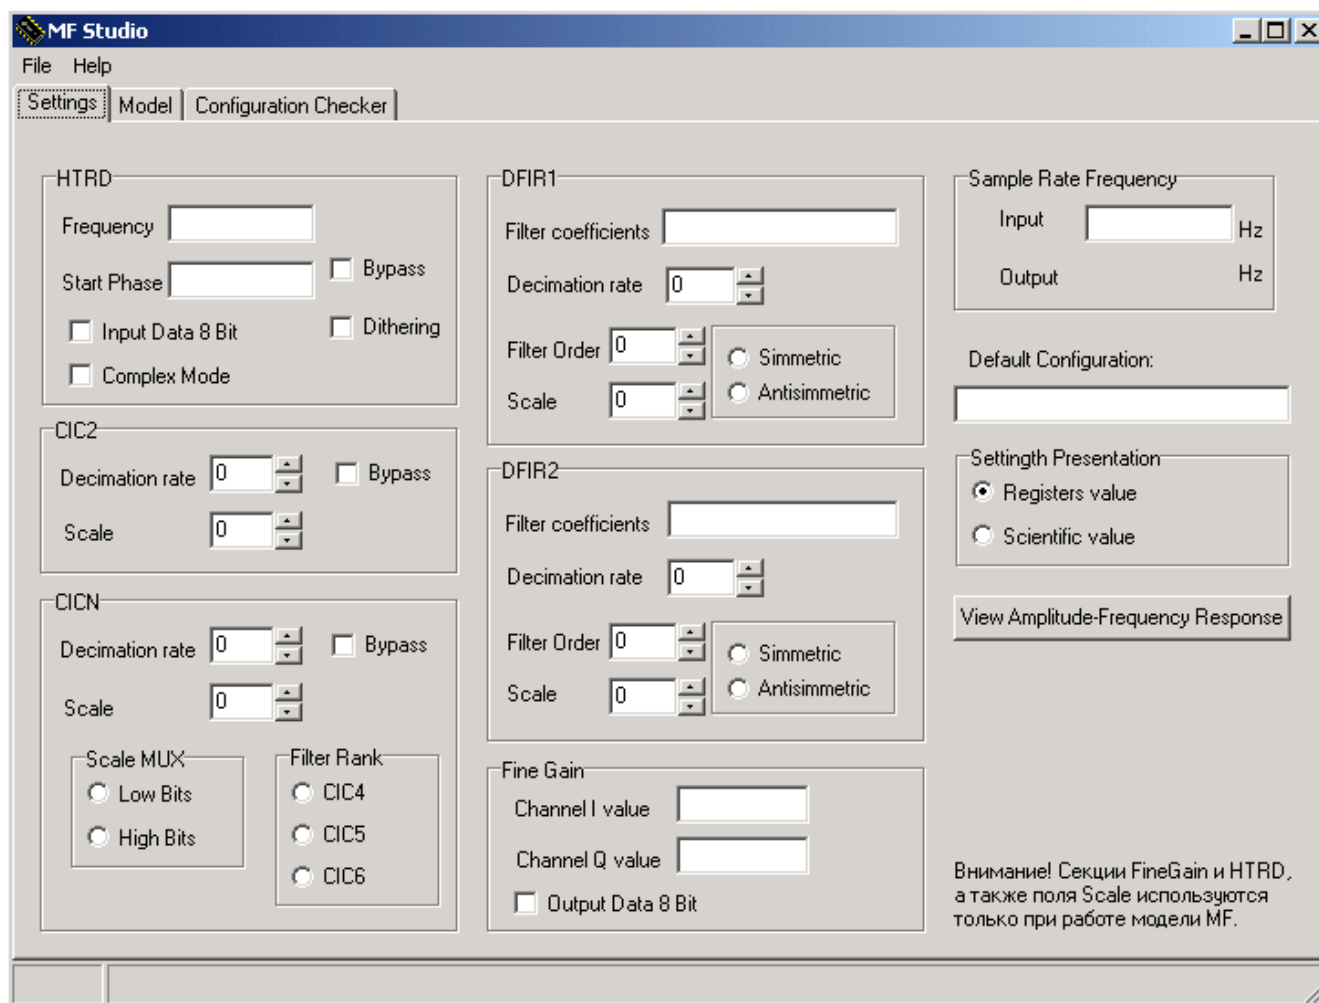 MF Studio
File Help
Settings Model Configuration Checker
HTRD
Frequency
Start Phase
Bypass
Input Data 8 Bit
Dithering
Complex Mode
CIC2
Decimation rate 0
Bypass
Scale 0
CICN
Decimation rate 0
Bypass
Scale 0
Scale MUX
Low Bits
High Bits
Filter Rank
CIC4
CIC5
CIC6
DFIR1
Filter coefficients
Decimation rate 0
Filter Order 0
Scale 0
Simmetric
Antisimmetric
DFIR2
Filter coefficients
Decimation rate 0
Filter Order 0
Scale 0
Simmetric
Antisimmetric
Fine Gain
Channel I value
Channel Q value
Output Data 8 Bit
Sample Rate Frequency
Input Hz
Output Hz
Default Configuration:
Settingth Presentation
Registers value
Scientific value
View Amplitude-Frequency Response
Внимание! Секции FineGain и HTRD,
а также поля Scale используются
только при работе модели MF.